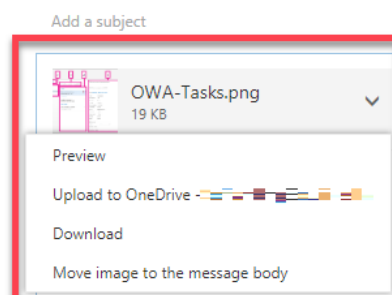 Add a subject
OWA-Tasks.png
19 KB
Preview
Upload to OneDrive -
Download
Move image to the message body